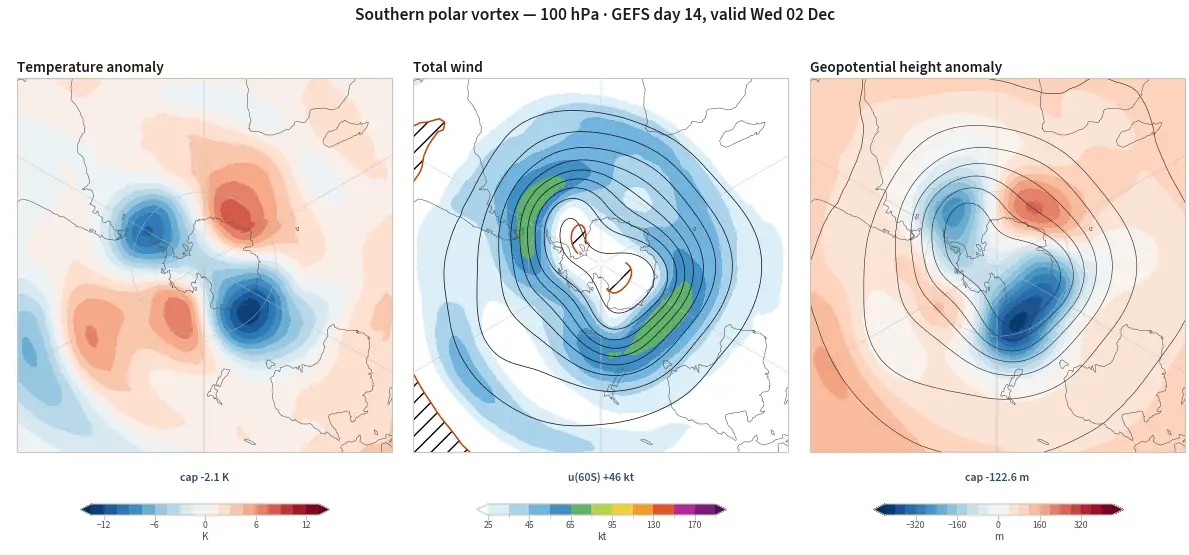 Southern polar vortex — 100 hPa · GEFS day 14, valid Wed 02 Dec
Temperature anomaly
Total wind
Geopotential height anomaly
cap -2.1 K
u(60S) +46 kt
cap -122.6 m
−12 −6 0 6 12
K
25 45 65 95 130 170
kt
−320 −160 0 160 320
m